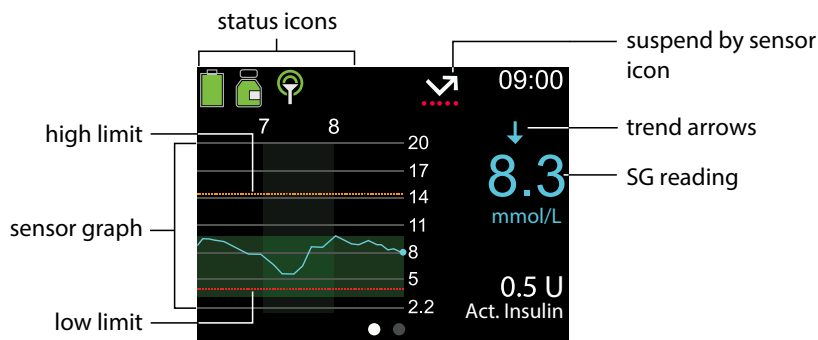 status icons
suspend by sensor
icon
09:00
high limit
7 8
trend arrows
20
17
14
11
8
5
2.2
8.3
SG reading
mmol/L
sensor graph
0.5 U
Act. Insulin
low limit